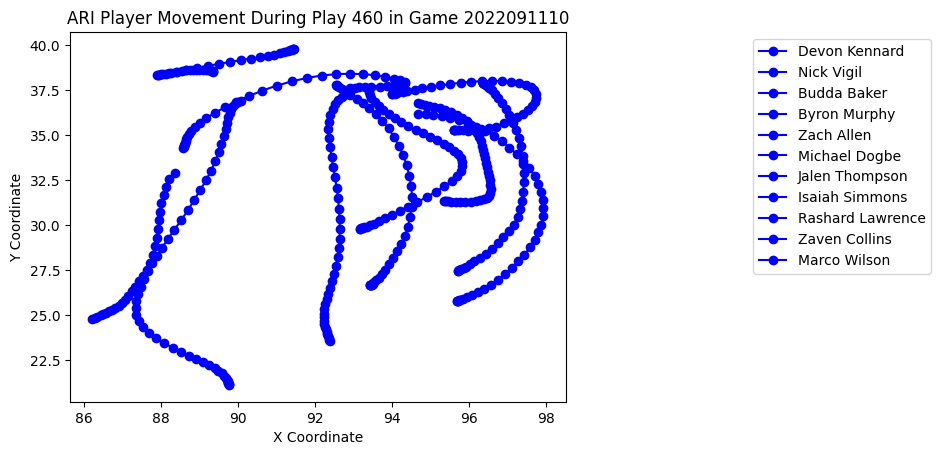 ARI Player Movement During Play 460 in Game 2022091110
40.0
37.5
35.0
32.5
30.0
27.5
25.0
22.5
Y Coordinate
86
88
90
92
94
96
98
X Coordinate
Devon Kennard
Nick Vigil
Budda Baker
Byron Murphy
Zach Allen
Michael Dogbe
Jalen Thompson
Isaiah Simmons
Rashard Lawrence
Zaven Collins
Marco Wilson